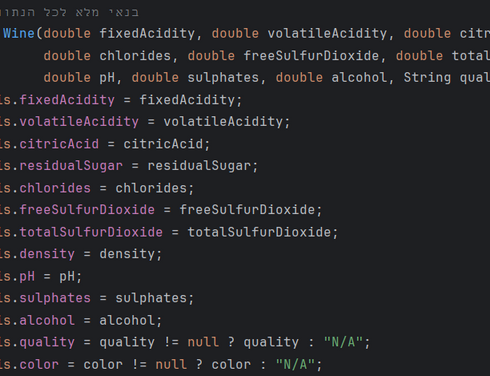 בנאי מלא לכל הנתונ
Wine(double fixedAcidity, double volatileAcidity, double citr
double chlorides, double freeSulfurDioxide, double total
double pH, double sulphates, double alcohol, String qual
is.fixedAcidity = fixedAcidity;
is.volatileAcidity = volatileAcidity;
is.citricAcid = citricAcid;
is.residualSugar = residualSugar;
is.chlorides = chlorides;
is.freeSulfurDioxide = freeSulfurDioxide;
is.totalSulfurDioxide = totalSulfurDioxide;
is.density = density;
is.pH = pH;
is.sulphates = sulphates;
is.alcohol = alcohol;
is.quality = quality != null ? quality : "N/A";
is.color = color != null ? color : "N/A";